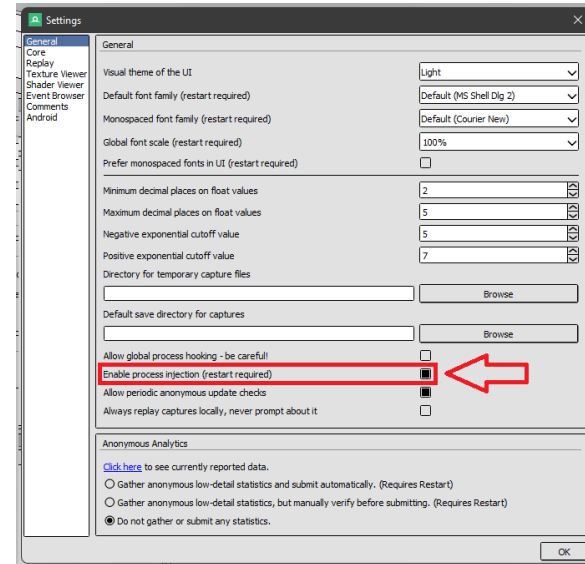 Settings
General
Core
Replay
Texture Viewer
Shader Viewer
Event Browser
Comments
Android
General
Visual theme of the UI
Light
Default font family (restart required)
Default (MS Shell Dlg 2)
Monospaced font family (restart required)
Default (Courier New)
Global font scale (restart required)
100%
Prefer monospaced fonts in UI (restart required)
Minimum decimal places on float values
2
Maximum decimal places on float values
5
Negative exponential cutoff value
5
Positive exponential cutoff value
7
Directory for temporary capture files
Browse
Default save directory for captures
Browse
Allow global process hooking - be careful!
Enable process injection (restart required)
Allow periodic anonymous update checks
Always replay captures locally, never prompt about it
Anonymous Analytics
Click here to see currently reported data.
Gather anonymous low-detail statistics and submit automatically. (Requires Restart)
Gather anonymous low-detail statistics, but manually verify before submitting. (Requires Restart)
Do not gather or submit any statistics.
OK